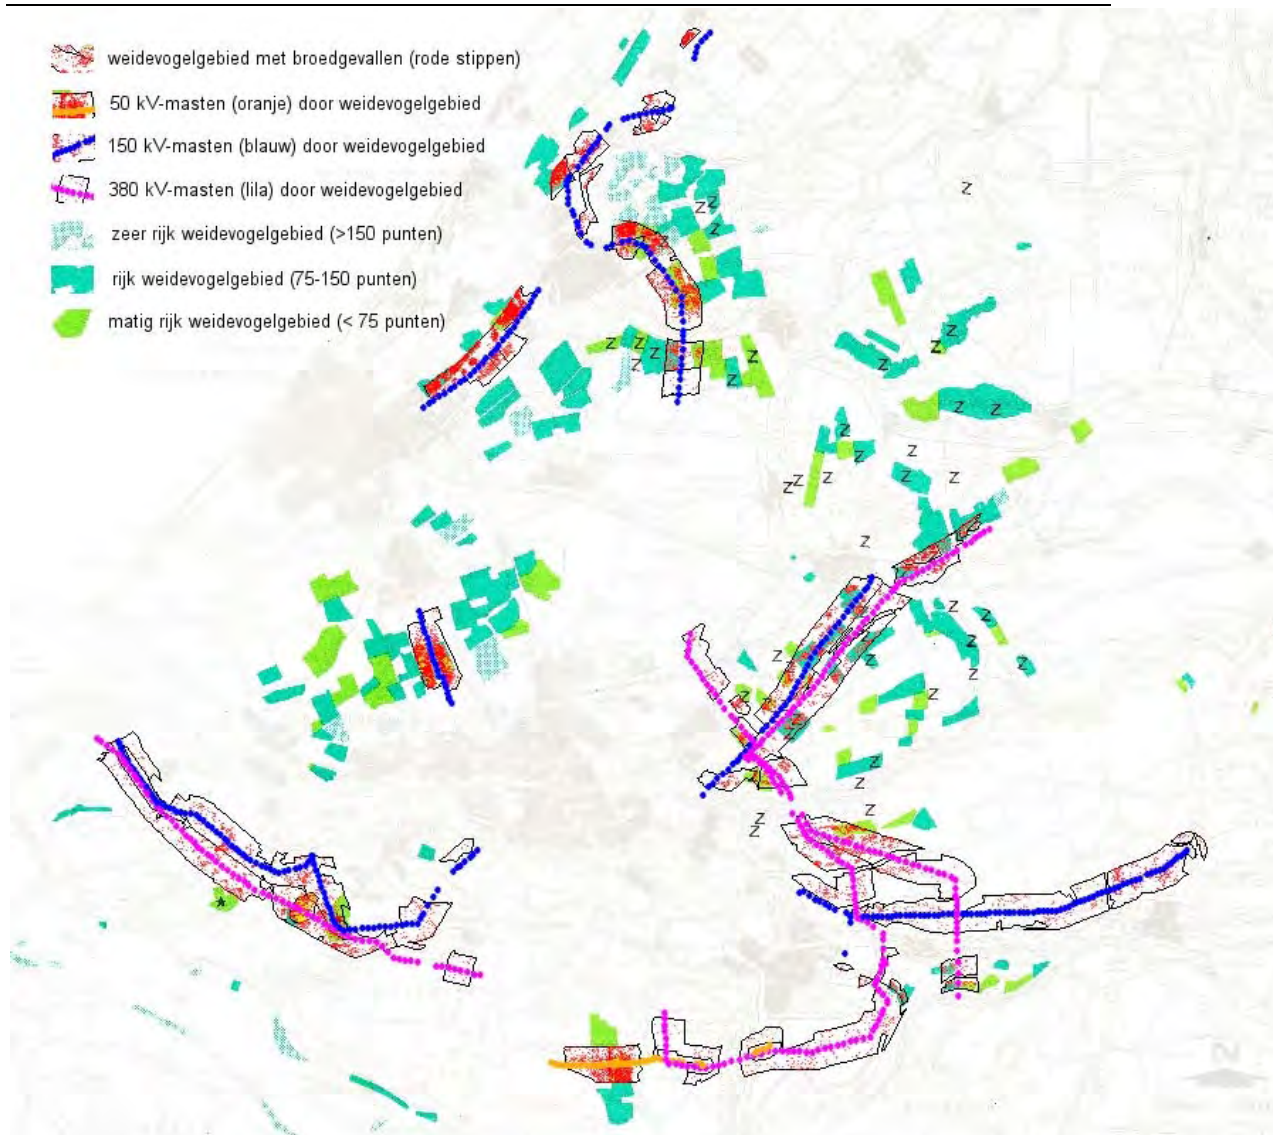 weidevogelgebied met broedgevallen (rode stippen)
50 kV-masten (oranje) door weidevogelgebied
150 kV-masten (blauw) door weidevogelgebied
380 kV-masten (lila) door weidevogelgebied
zeer rijk weidevogelgebied (>150 punten)
rijk weidevogelgebied (75-150 punten)
matig rijk weidevogelgebied (< 75 punten)
z
z z
z
z z z z
z z
z
z z
z z
z
z
z z z z z
z
z z
z z
z z
z z
z
z
z
z z
z
z